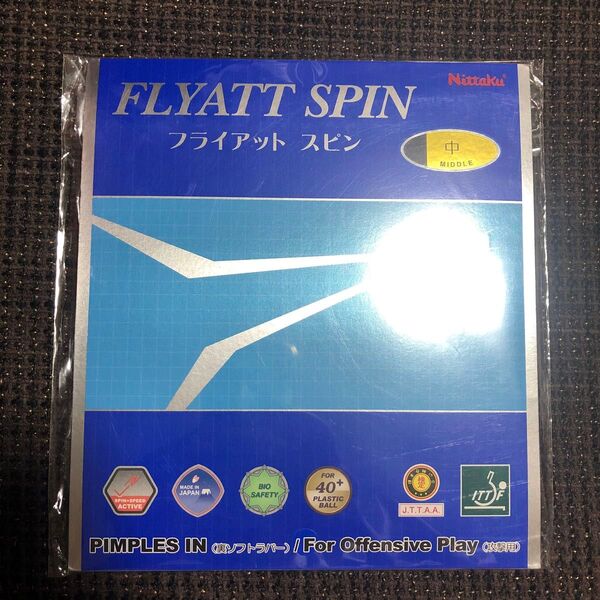 Nittaku
FLYATT SPIN
フライアット スピン
中
MIDDLE
SPIN+SPEED
ACTIVE
MADE IN
JAPAN
BIO
SAFETY
FOR
40+
PLASTIC
BALL
J.T.T.A.A.
ITTF
PIMPLES IN (裏ソフトラバー) / For Offensive Play (攻撃用)